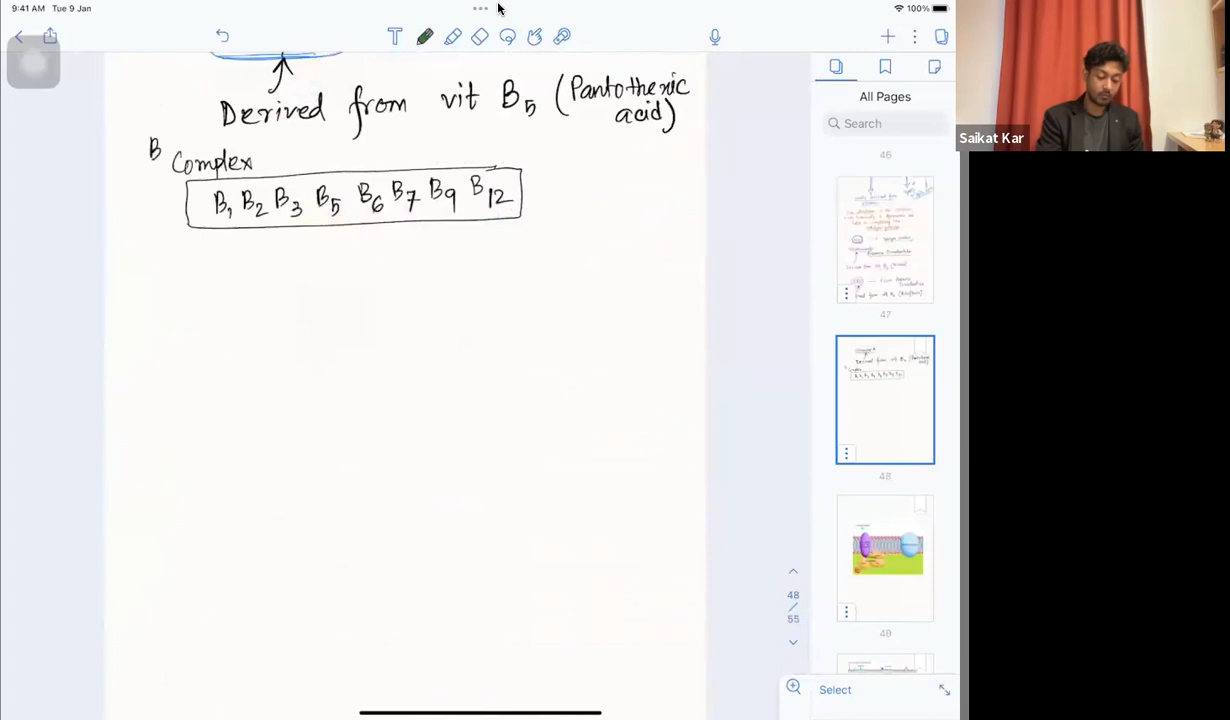 9:41 AM Tue 9 Jan
100%
Derived from vit B5 (Pantothenic
acid)
B Complex
B1 B2 B3 B5 B6 B7 B9 B12
All Pages
Search
46
47
48
49
48
/
55
Select
Saikat Kar